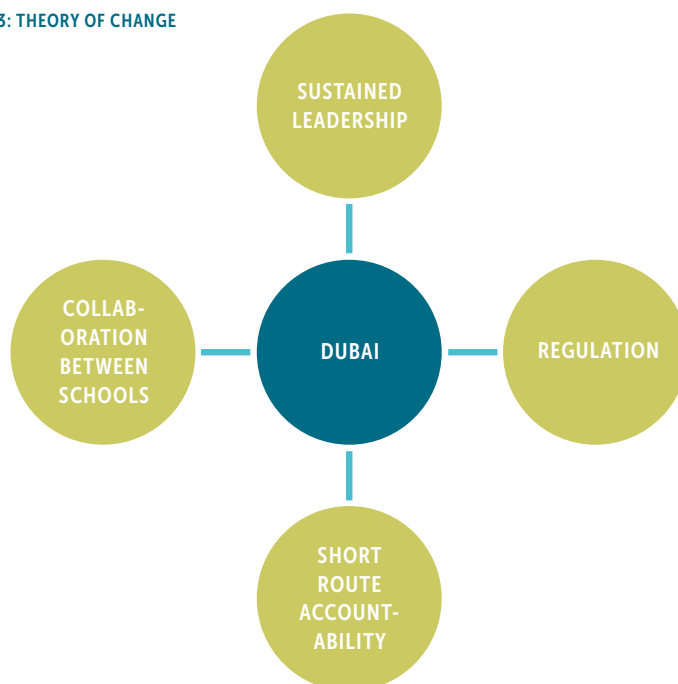 3: THEORY OF CHANGE
SUSTAINED
LEADERSHIP
COLLAB-
ORATION
BETWEEN
SCHOOLS
DUBAI
REGULATION
SHORT
ROUTE
ACCOUNT-
ABILITY